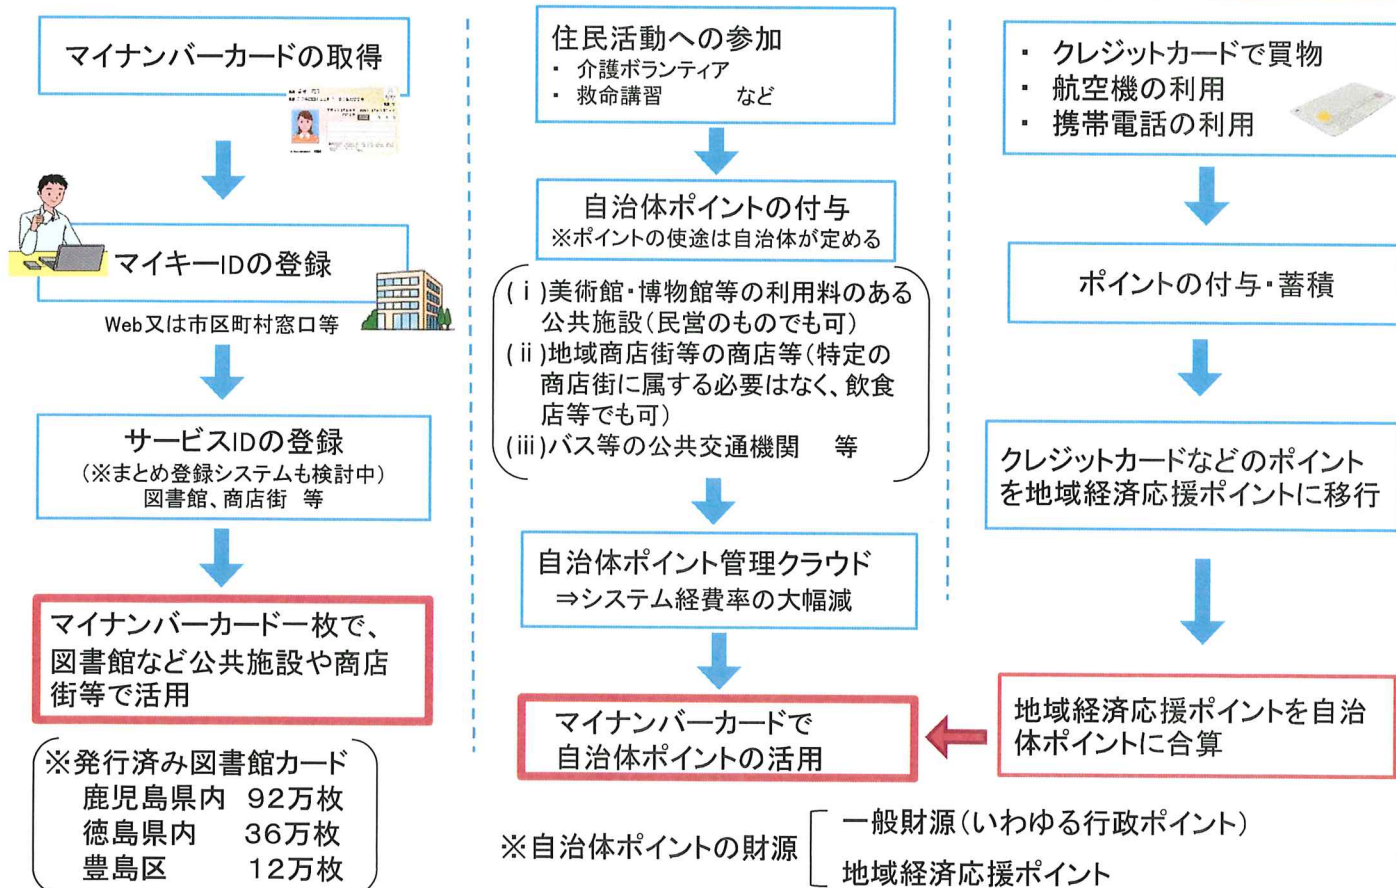 マイナンバーカードの取得
マイキーIDの登録
Web又は市区町村窓口等
サービスIDの登録
(※まとめ登録システムも検討中)
図書館、商店街 等
マイナンバーカード一枚で、
図書館など公共施設や商店
街等で活用
※発行済み図書館カード
鹿児島県内 92万枚
徳島県内 36万枚
豊島区 12万枚
住民活動への参加
・ 介護ボランティア
・ 救命講習 など
自治体ポイントの付与
※ポイントの使途は自治体が定める
(ⅰ)美術館・博物館等の利用料のある
公共施設(民営のものでも可)
(ⅱ)地域商店街等の商店等(特定の
商店街に属する必要はなく、飲食
店等でも可)
(ⅲ)バス等の公共交通機関 等
自治体ポイント管理クラウド
⇒システム経費率の大幅減
マイナンバーカードで
自治体ポイントの活用
・ クレジットカードで買物
・ 航空機の利用
・ 携帯電話の利用
ポイントの付与・蓄積
クレジットカードなどのポイント
を地域経済応援ポイントに移行
地域経済応援ポイントを自治
体ポイントに合算
※自治体ポイントの財源
一般財源(いわゆる行政ポイント)
地域経済応援ポイント